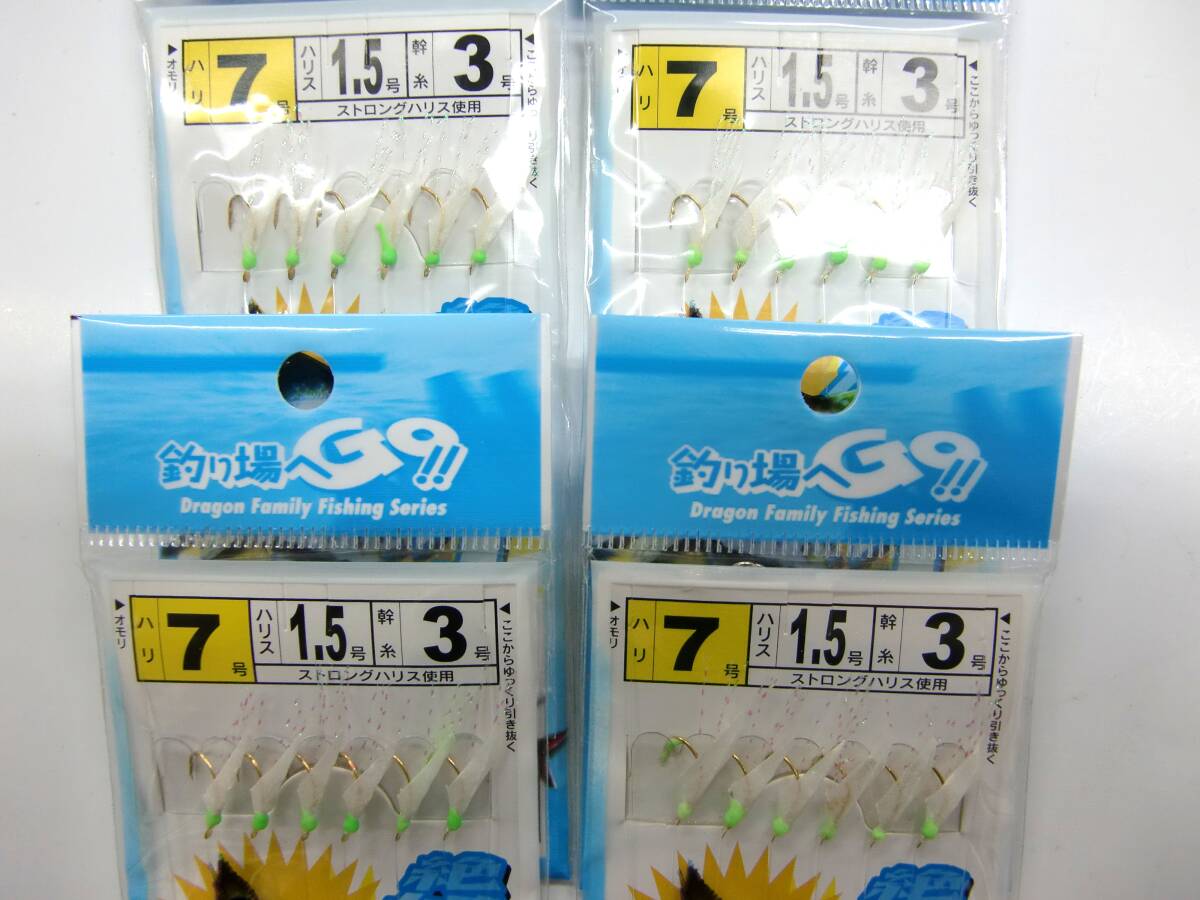 ▶オモリ
ハリ 7号 ハリス 1.5号 幹糸 3号
ストロングハリス使用
▶ここからゆっくり引き抜く
▶オモリ
ハリ 7号 ハリス 1.5号 幹糸 3号
ストロングハリス使用
▶ここからゆっくり引き抜く
釣り場へGO!!
Dragon Family Fishing Series
釣り場へGO!!
Dragon Family Fishing Series
▶オモリ
ハリ 7号 ハリス 1.5号 幹糸 3号
ストロングハリス使用
▶ここからゆっくり引き抜く
絶
▶オモリ
ハリ 7号 ハリス 1.5号 幹糸 3号
ストロングハリス使用
▶ここからゆっくり引き抜く
絶